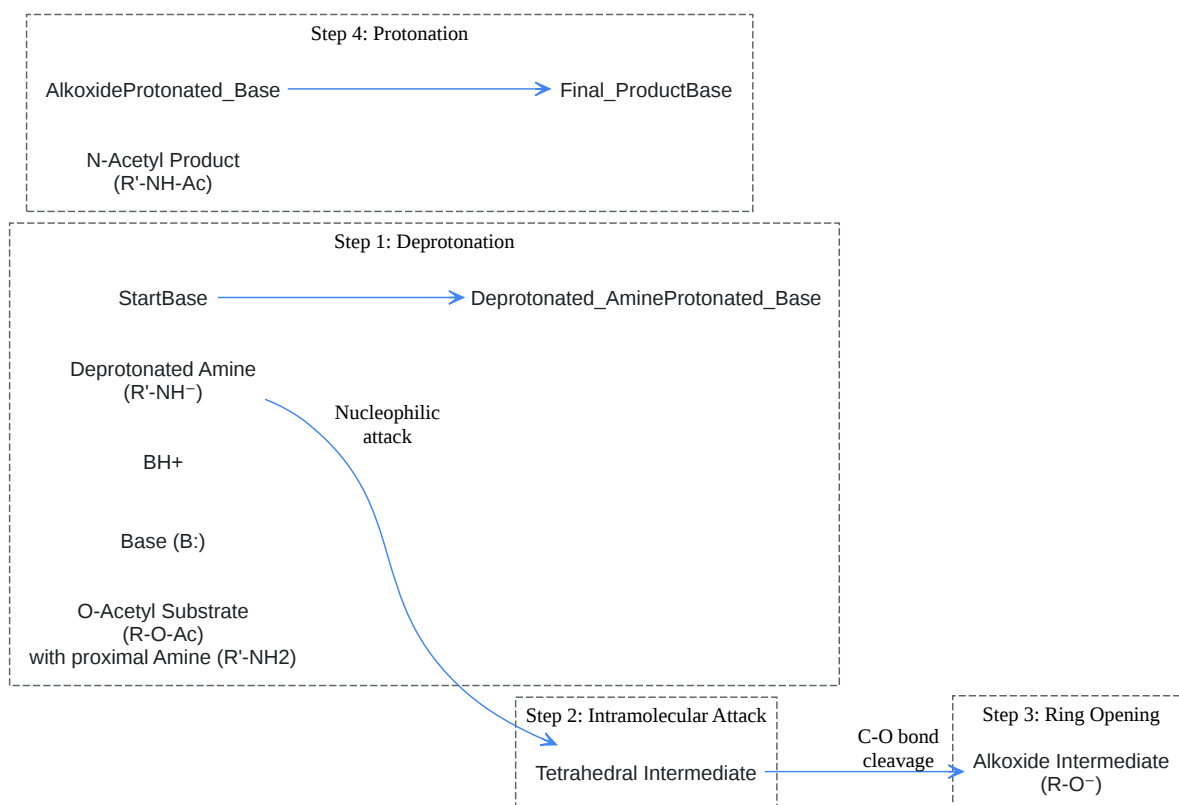 Step 4: Protonation
AlkoxideProtonated_Base
Final_ProductBase
N-Acetyl Product
(R'-NH-Ac)
Step 1: Deprotonation
StartBase
Deprotonated_AmineProtonated_Base
Deprotonated Amine
(R'-NH⁻)
Nucleophilic
attack
BH+
Base (B:)
O-Acetyl Substrate
(R-O-Ac)
with proximal Amine (R'-NH2)
Step 2: Intramolecular Attack
Tetrahedral Intermediate
C-O bond
cleavage
Step 3: Ring Opening
Alkoxide Intermediate
(R-O⁻)